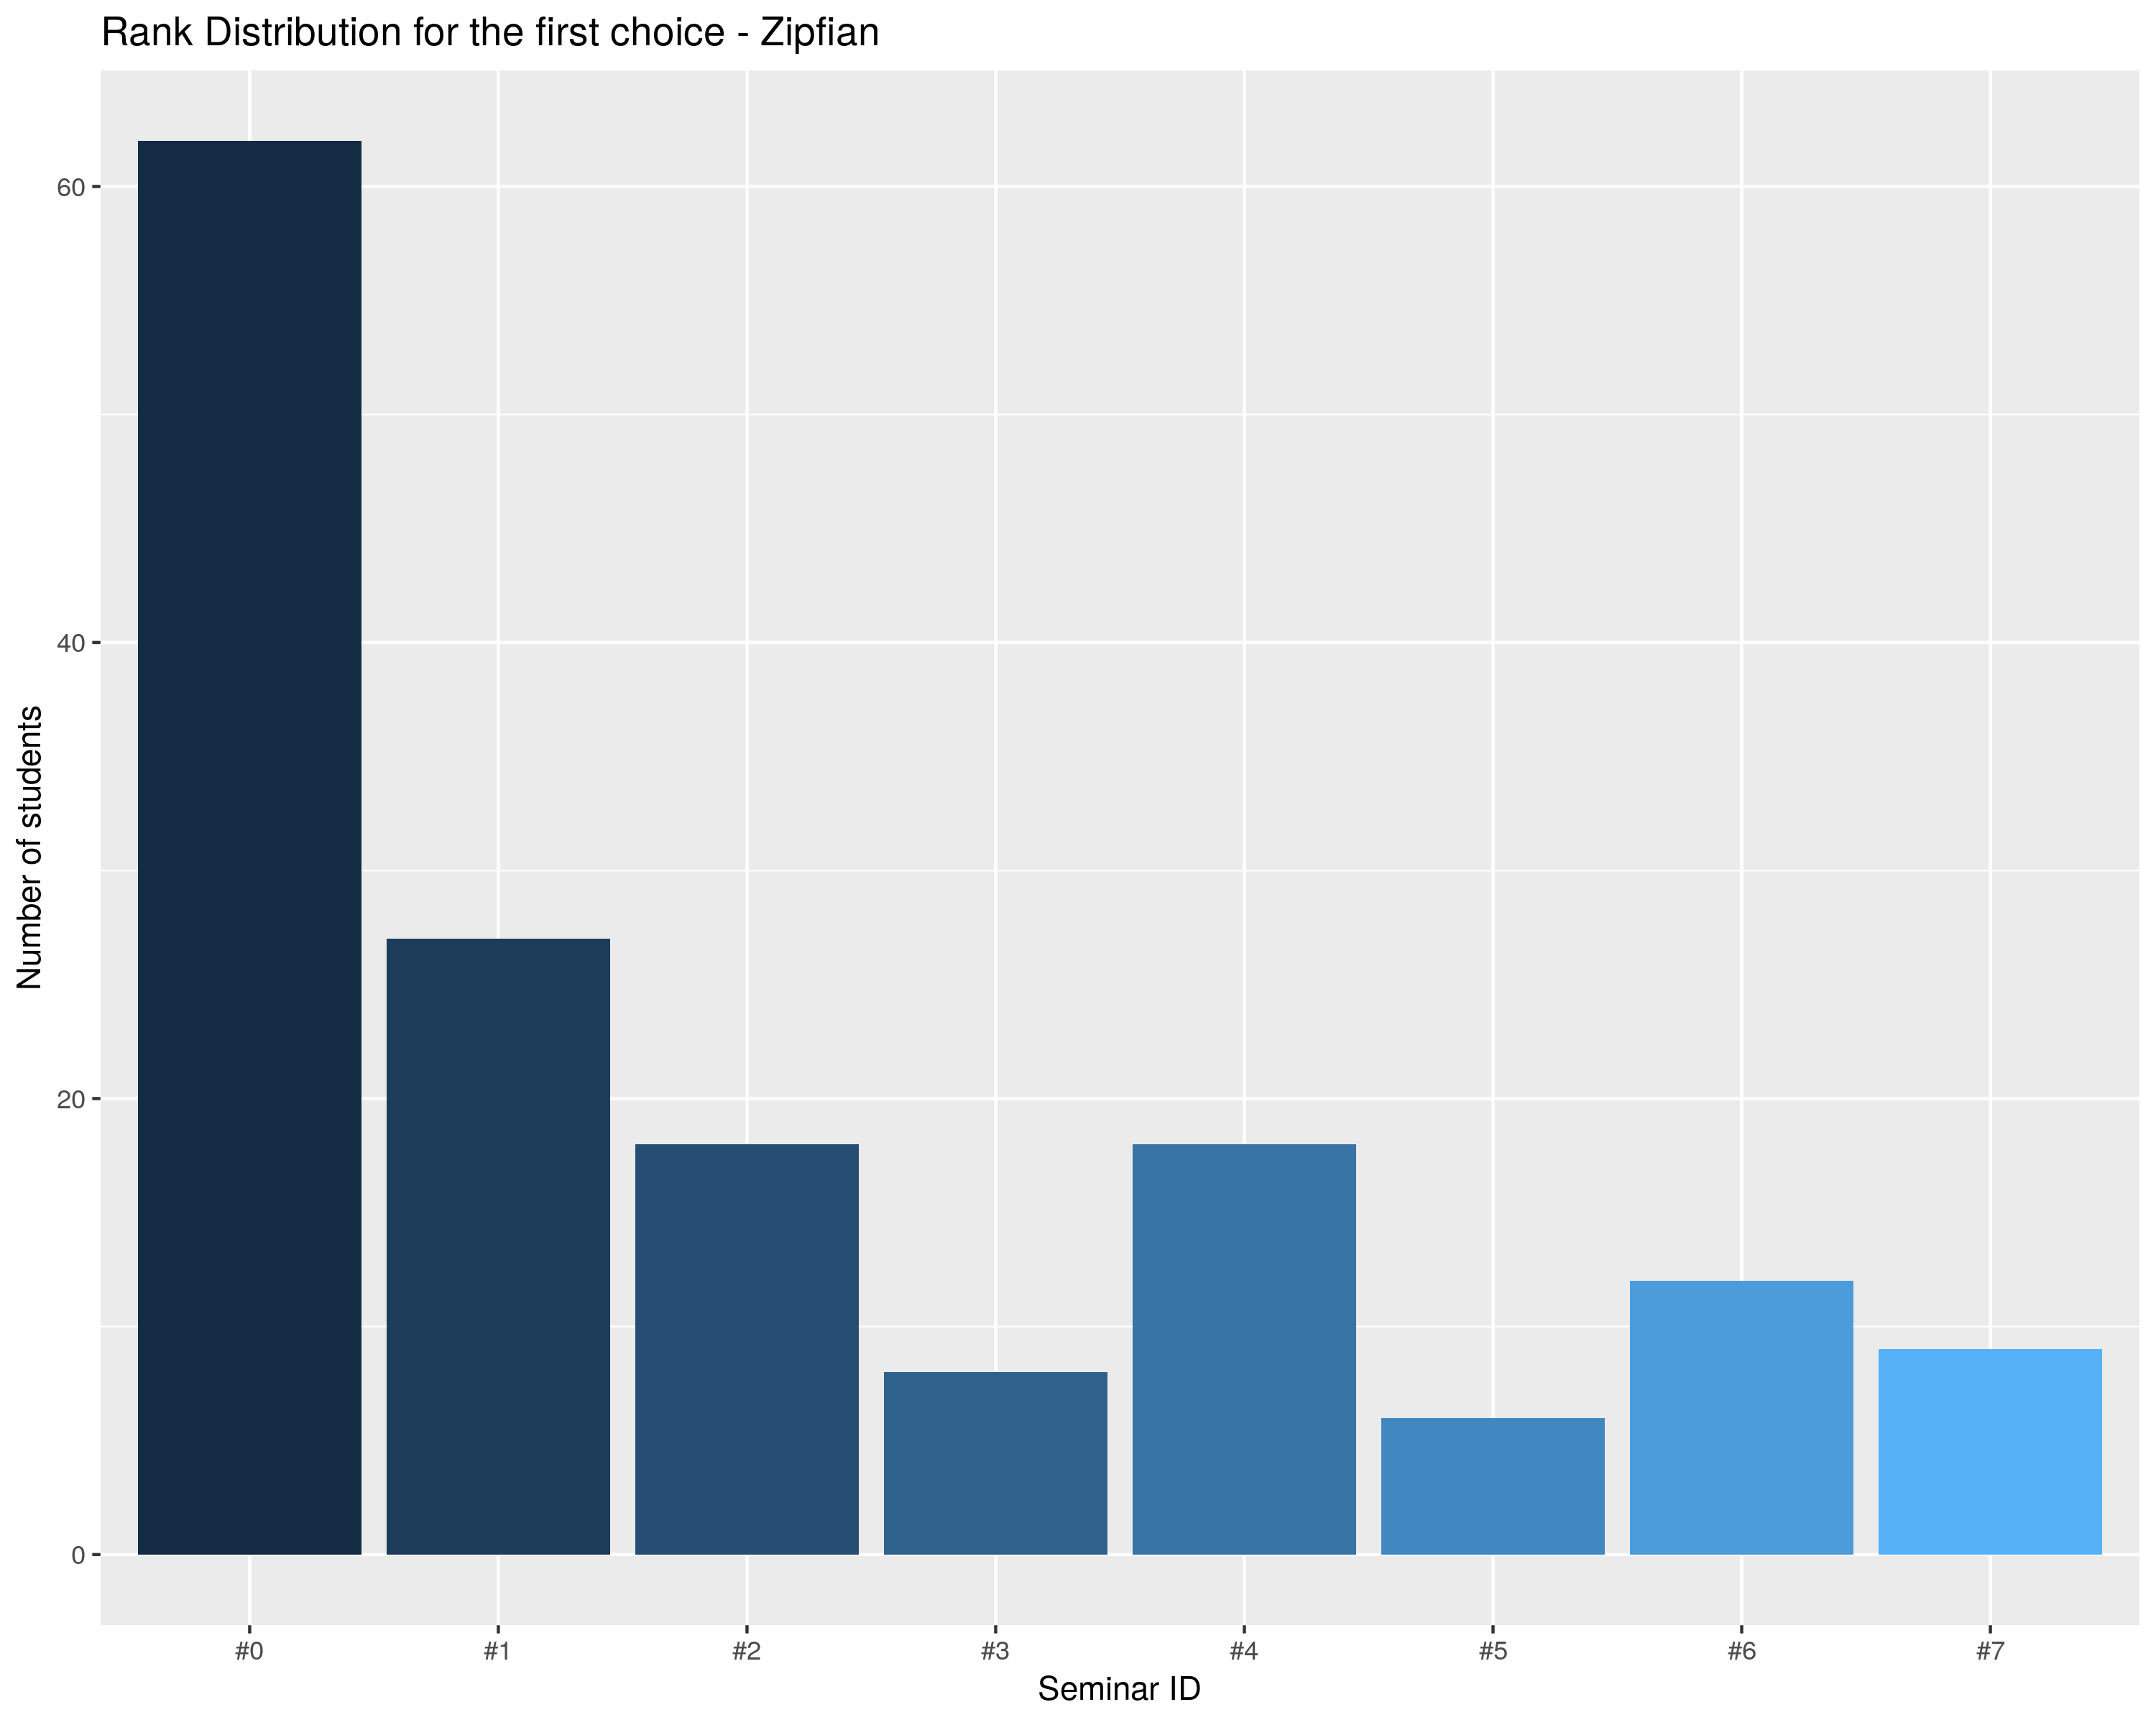 Rank Distribution for the first choice - Zipfian
Number of students
60
40
20
0
#0 #1 #2 #3 #4 #5 #6 #7
Seminar ID